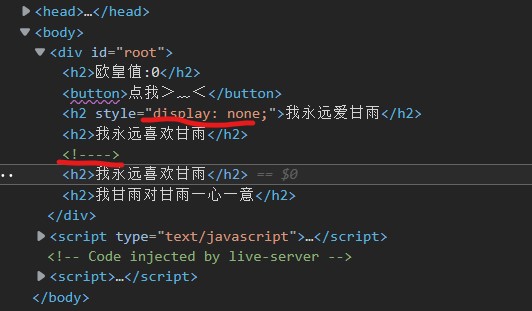 ▶<head>…</head>
▼<body>
▼<div id="root">
<h2>欧皇值:0</h2>
<button>点我＞﹏＜</button>
<h2 style="display: none;">我永远爱甘雨</h2>
<h2>我永远喜欢甘雨</h2>
<!---->
..<h2>我永远喜欢甘雨</h2> == $0
<h2>我甘雨对甘雨一心一意</h2>
</div>
▶<script type="text/javascript">…</script>
<!-- Code injected by live-server -->
▶<script>…</script>
</body>